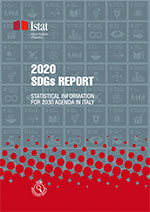 Istat
2020
SDGs REPORT
STATISTICAL INFORMATION
FOR 2030 AGENDA IN ITALY